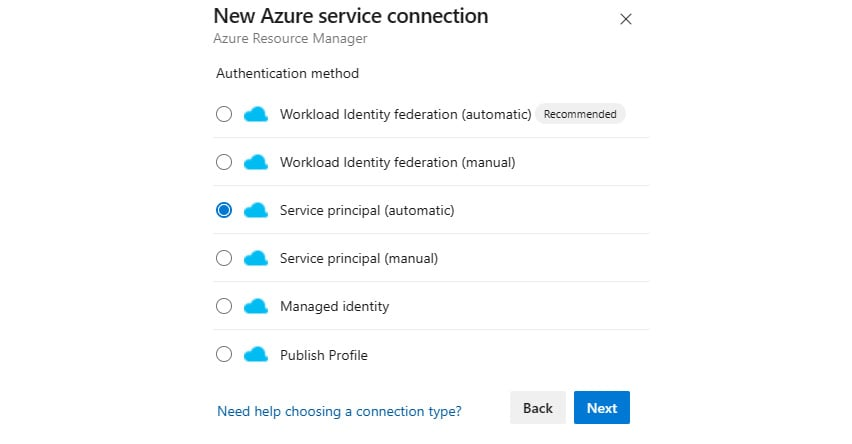 New Azure service connection
Azure Resource Manager
Authentication method
Workload Identity federation (automatic) Recommended
Workload Identity federation (manual)
Service principal (automatic)
Service principal (manual)
Managed identity
Publish Profile
Need help choosing a connection type? Back Next